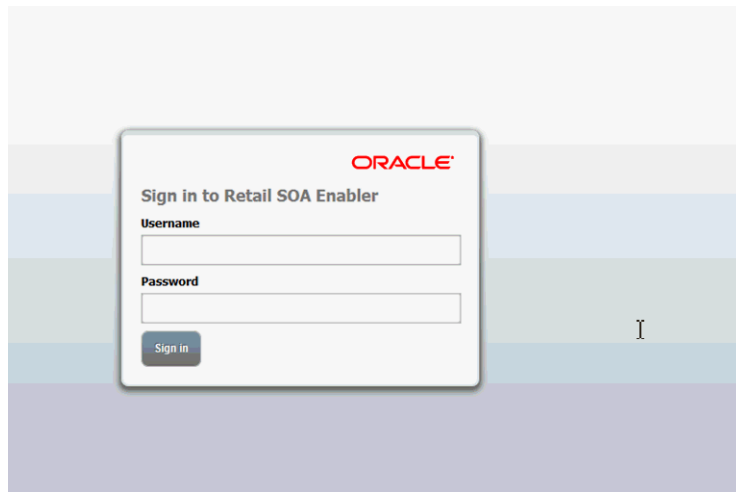 ORACLE
Sign in to Retail SOA Enabler
Username
Password
Sign in